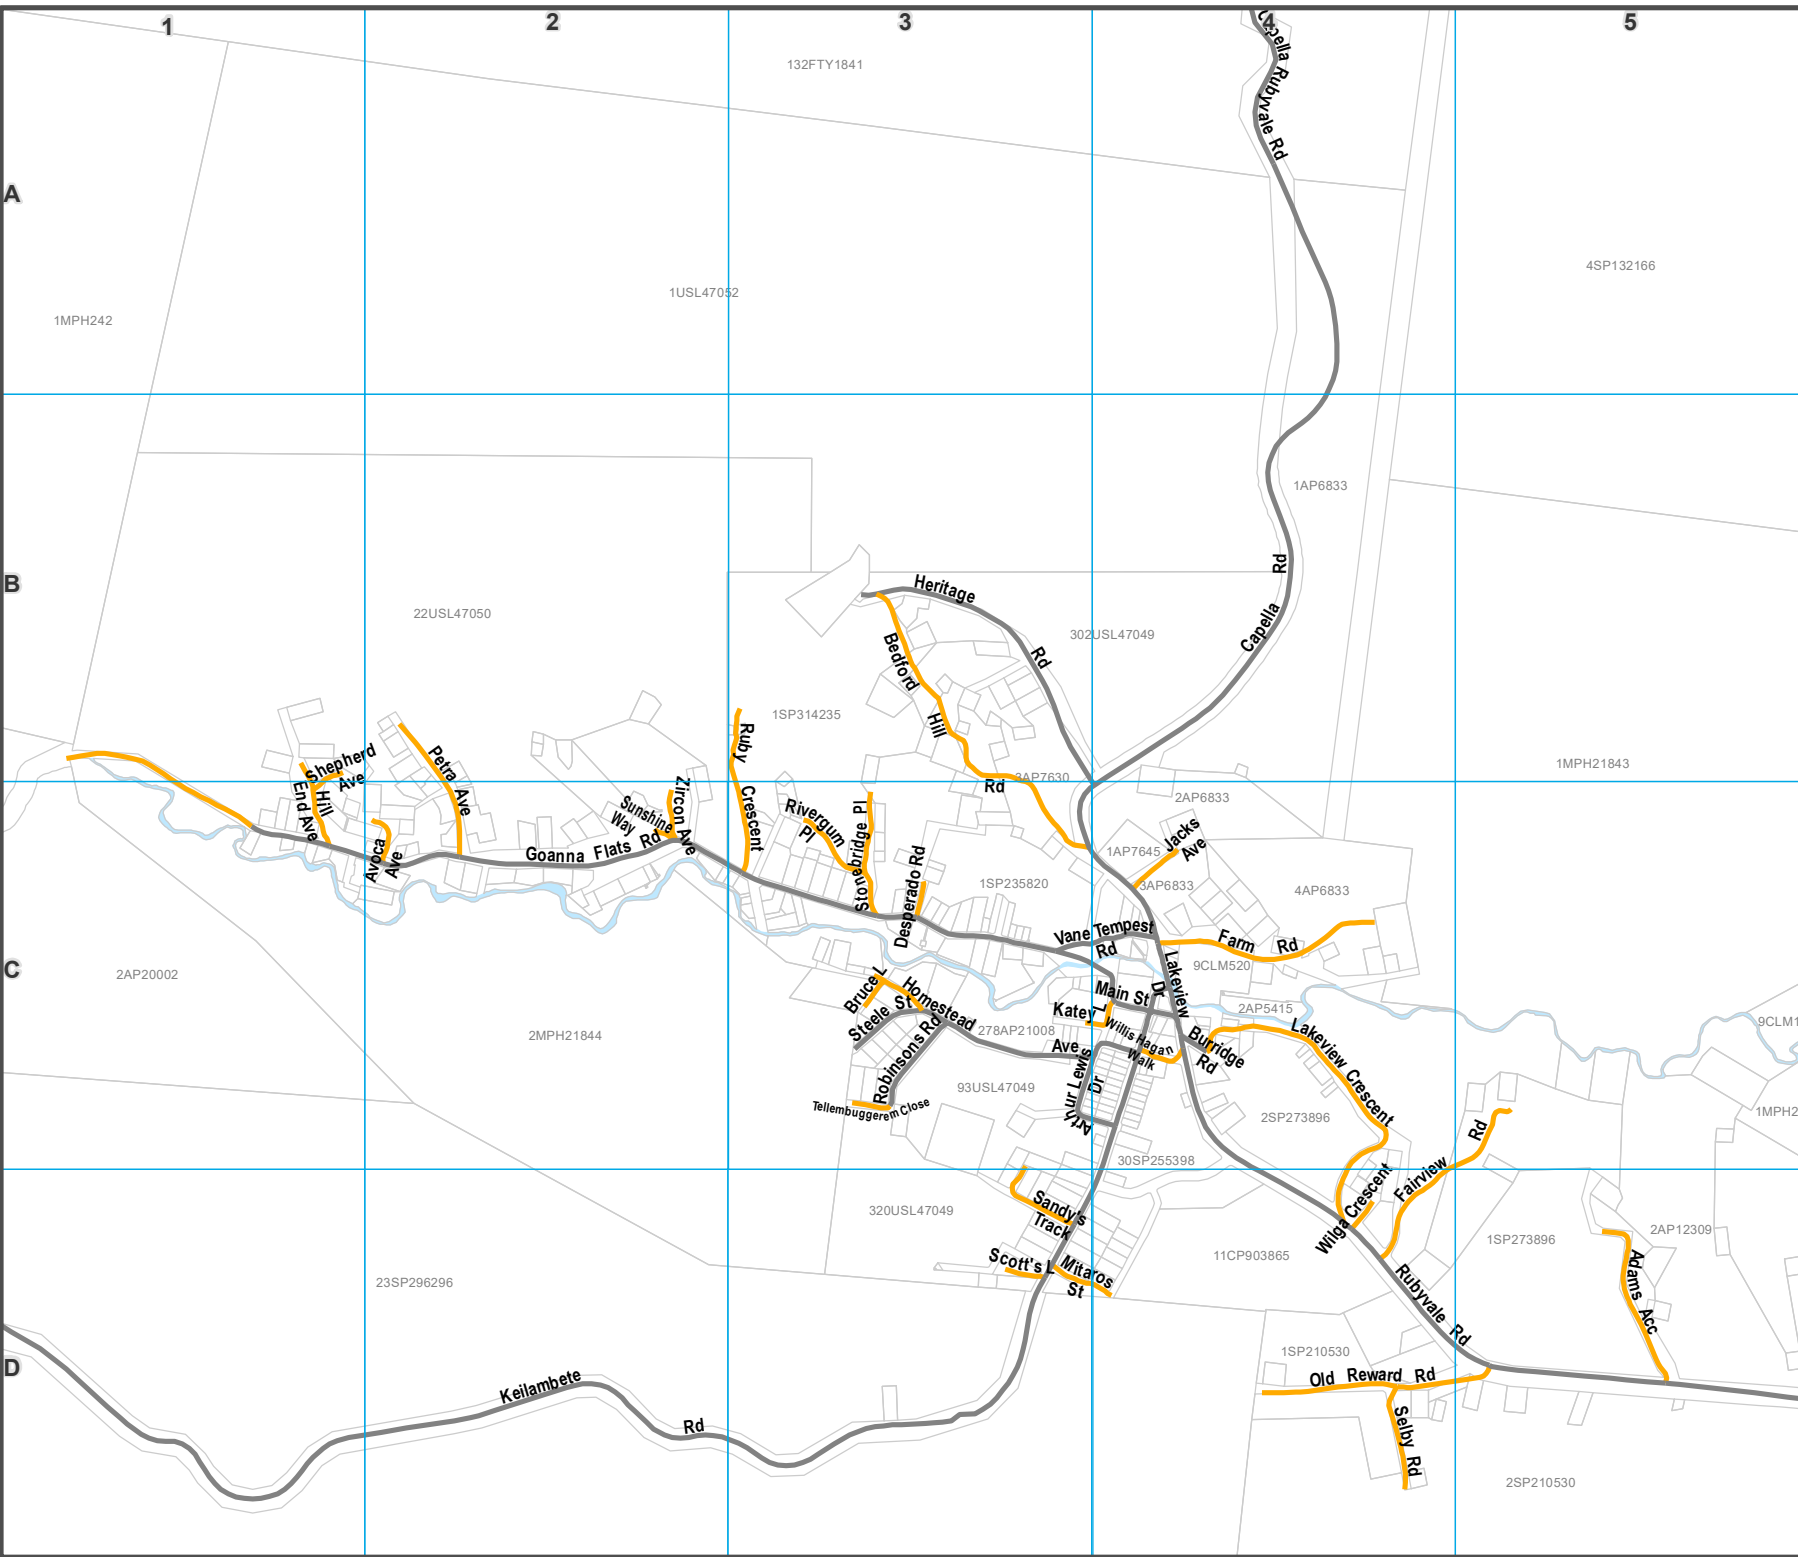 1
2
3
4
5
132FTY1841
Capella Rubyvale Rd
A
4SP132166
1USL47052
1MPH242
1AP6833
B
Rd
Heritage
22USL47050
Capella
302USL47049
Bedford
Rd
1SP314235
Hill
Ruby
Shepherd
Ave
Petra
Ave
1MPH21843
3AP7630
Rd
End Ave
Hill
Zircon Ave
Sunshine
Way
Crescent
Rivergum
Pl
Stounbridge Pl
2AP6833
Jacks
Ave
1AP7645
Avoca
Ave
Goanna Flats Rd
Desperado Rd
1SP235820
3AP6833
4AP6833
Vane Tempest
Rd
Farm Rd
C
2AP20002
9CLM520
Lakeview
Dr
Bruce L
Homestead
Main St
Steele St
Katey L
2AP5415
9CLM1
2MPH21844
278AP21008
Willis Hagan
Walk
Burridge
Rd
Lakeview Crescent
Robinsons Rd
Ave
Arthur Lewis
Dr
93USL47049
Tellembuggerem Close
2SP273896
1MPH2
Rd
30SP255398
Fairview
320USL47049
Sandy's
Track
Wilga Crescent
11CP903865
1SP273896
2AP12309
23SP296296
Scott's L
Mitaros
St
Adams Acc
Rubyvale Rd
1SP210530
D
Keilambete
Rd
Old Reward Rd
Selby Rd
2SP210530